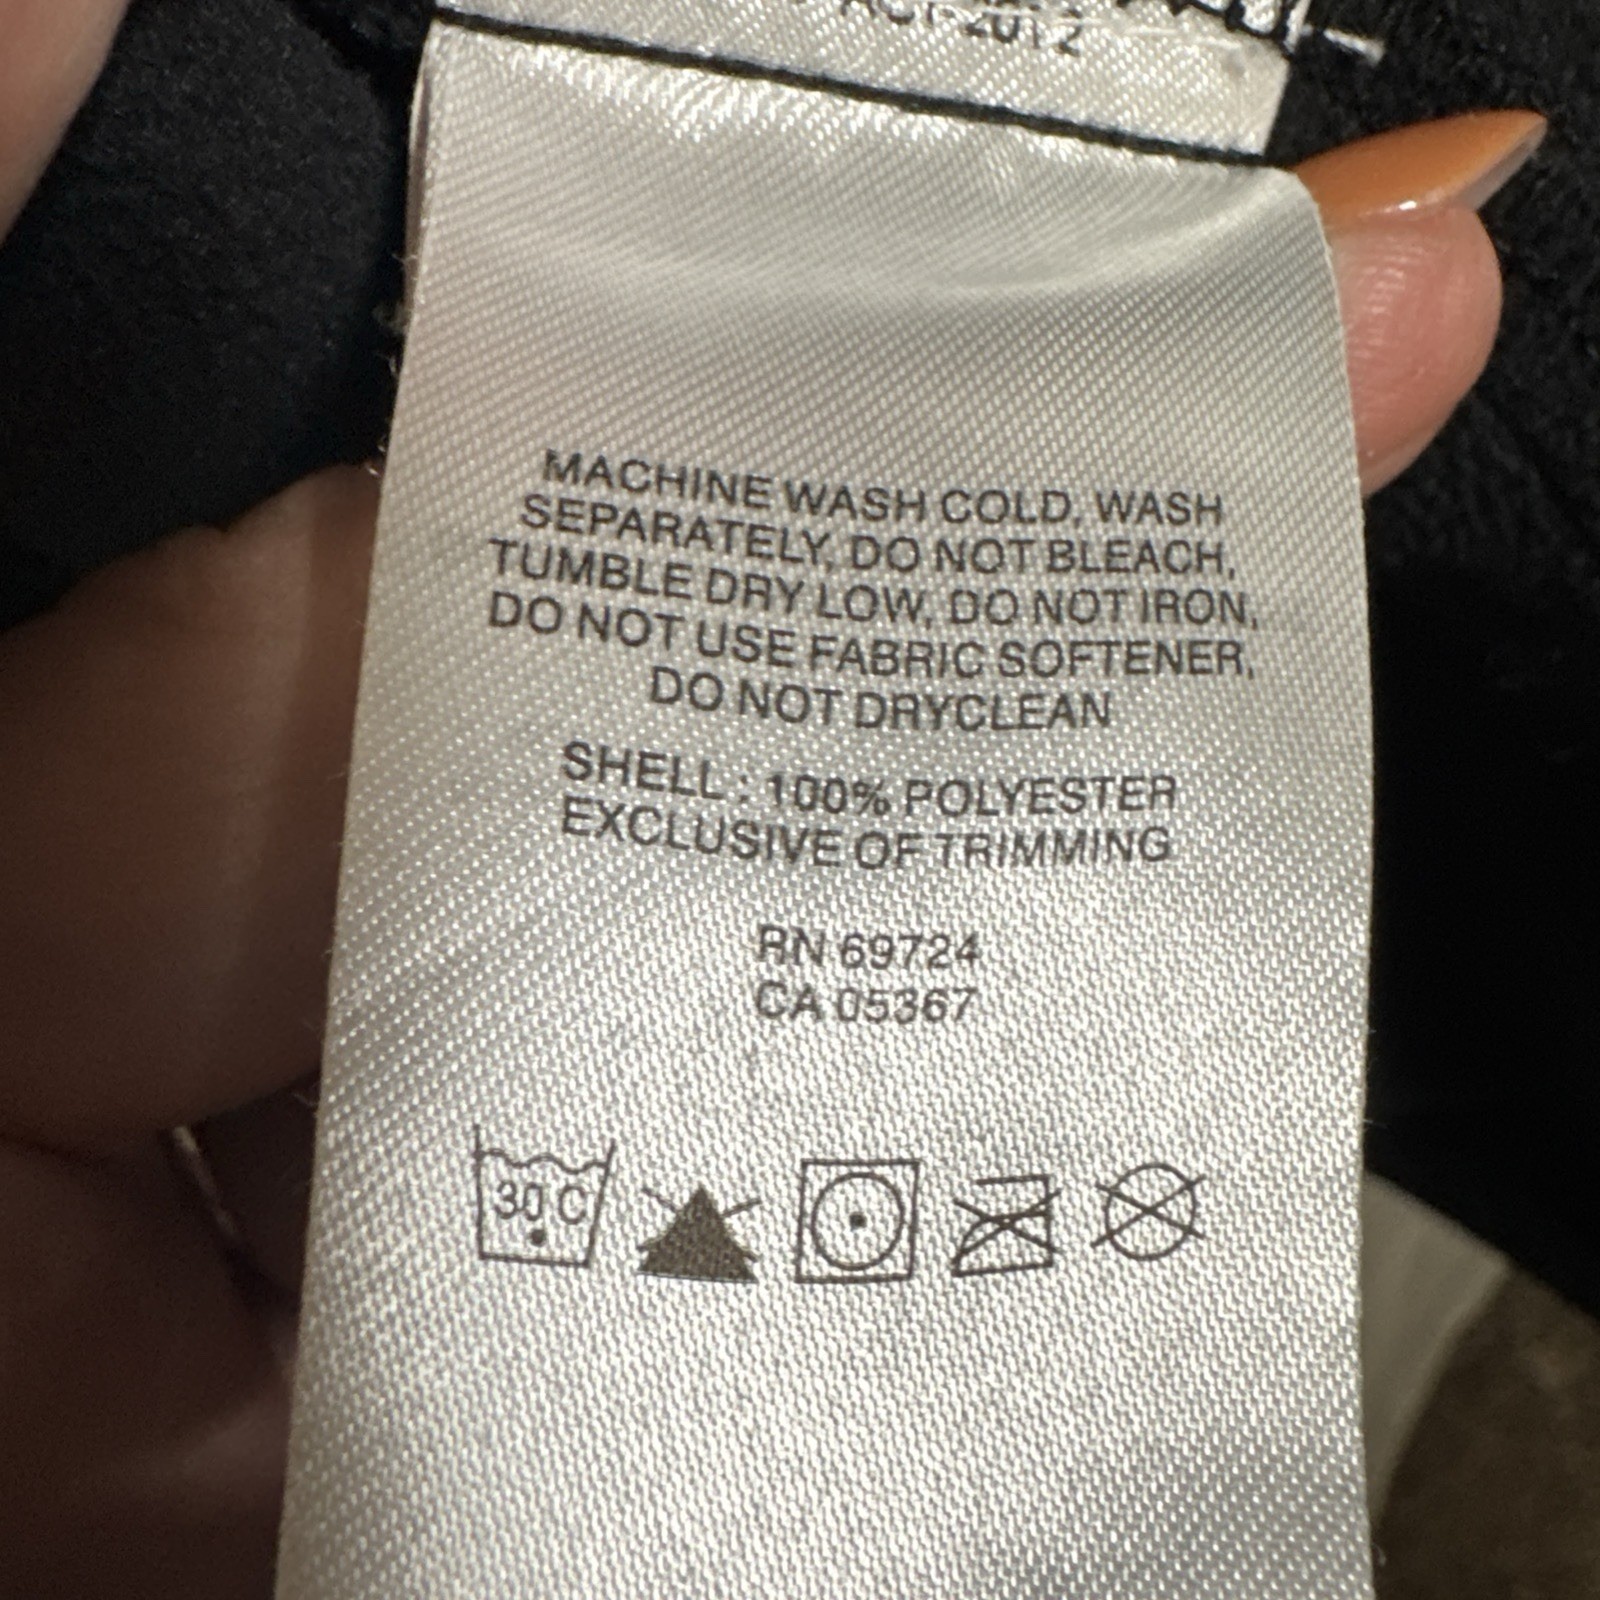 2012
MACHINE WASH COLD, WASH
SEPARATELY, DO NOT BLEACH,
TUMBLE DRY LOW, DO NOT IRON,
DO NOT USE FABRIC SOFTENER,
DO NOT DRYCLEAN
SHELL : 100% POLYESTER
EXCLUSIVE OF TRIMMING
RN 69724
CA 05367
30 C